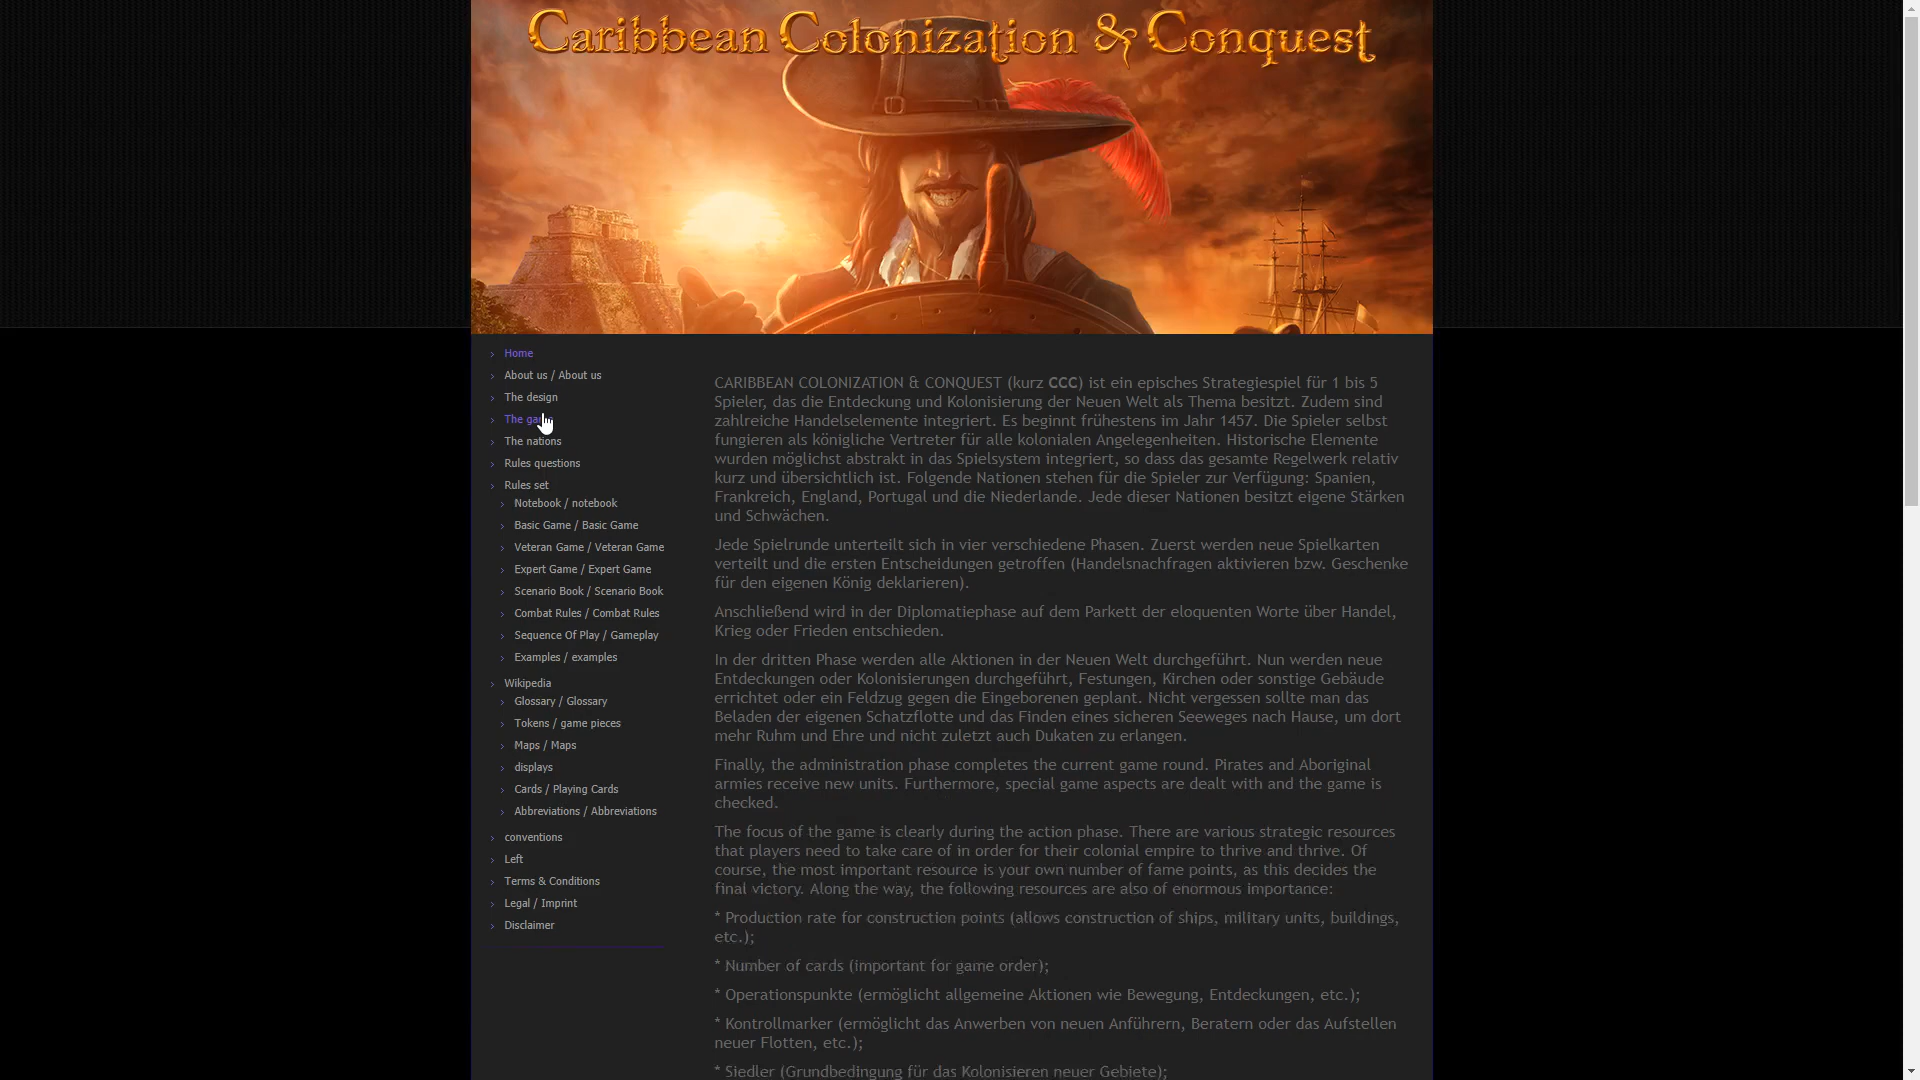 Caribbean Colonization & Conquest
Home
About us / About us
The design
The game
The nations
Rules questions
Rules set
Notebook / notebook
Basic Game / Basic Game
Veteran Game / Veteran Game
Expert Game / Expert Game
Scenario Book / Scenario Book
Combat Rules / Combat Rules
Sequence Of Play / Gameplay
Examples / examples
Wikipedia
Glossary / Glossary
Tokens / game pieces
Maps / Maps
displays
Cards / Playing Cards
Abbreviations / Abbreviations
conventions
Left
Terms & Conditions
Legal / Imprint
Disclaimer
CARIBBEAN COLONIZATION & CONQUEST (kurz CCC) ist ein episches Strategiespiel für 1 bis 5
Spieler, das die Entdeckung und Kolonisierung der Neuen Welt als Thema besitzt. Zudem sind
zahlreiche Handelselemente integriert. Es beginnt frühestens im Jahr 1457. Die Spieler selbst
fungieren als königliche Vertreter für alle kolonialen Angelegenheiten. Historische Elemente
wurden möglichst abstrakt in das Spielsystem integriert, so dass das gesamte Regelwerk relativ
kurz und übersichtlich ist. Folgende Nationen stehen für die Spieler zur Verfügung: Spanien,
Frankreich, England, Portugal und die Niederlande. Jede dieser Nationen besitzt eigene Stärken
und Schwächen.
Jede Spielrunde unterteilt sich in vier verschiedene Phasen. Zuerst werden neue Spielkarten
verteilt und die ersten Entscheidungen getroffen (Handelsnachfragen aktivieren bzw. Geschenke
für den eigenen König deklarieren).
Anschließend wird in der Diplomatiephase auf dem Parkett der eloquenten Worte über Handel,
Krieg oder Frieden entschieden.
In der dritten Phase werden alle Aktionen in der Neuen Welt durchgeführt. Nun werden neue
Entdeckungen oder Kolonisierungen durchgeführt, Festungen, Kirchen oder sonstige Gebäude
errichtet oder ein Feldzug gegen die Eingeborenen geplant. Nicht vergessen sollte man das
Beladen der eigenen Schatzflotte und das Finden eines sicheren Seeweges nach Hause, um dort
mehr Ruhm und Ehre und nicht zuletzt auch Dukaten zu erlangen.
Finally, the administration phase completes the current game round. Pirates and Aboriginal
armies receive new units. Furthermore, special game aspects are dealt with and the game is
checked.
The focus of the game is clearly during the action phase. There are various strategic resources
that players need to take care of in order for their colonial empire to thrive and thrive. Of
course, the most important resource is your own number of fame points, as this decides the
final victory. Along the way, the following resources are also of enormous importance:
* Production rate for construction points (allows construction of ships, military units, buildings,
etc.);
* Number of cards (important for game order);
* Operationspunkte (ermöglicht allgemeine Aktionen wie Bewegung, Entdeckungen, etc.);
* Kontrollmarker (ermöglicht das Anwerben von neuen Anführern, Beratern oder das Aufstellen
neuer Flotten, etc.);
* Siedler (Grundbedingung für das Kolonisieren neuer Gebiete);